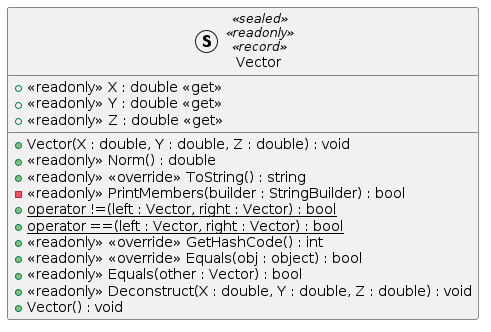 «sealed»
«readonly»
«record»
S
Vector
«readonly» X : double «get»
«readonly» Y : double «get»
«readonly» Z : double «get»
Vector(X : double, Y : double, Z : double) : void
«readonly» Norm() : double
«readonly» «override» ToString() : string
«readonly» PrintMembers(builder : StringBuilder) : bool
operator !=(left : Vector, right : Vector) : bool
operator ==(left : Vector, right : Vector) : bool
«readonly» «override» GetHashCode() : int
«readonly» «override» Equals(obj : object) : bool
«readonly» Equals(other : Vector) : bool
«readonly» Deconstruct(X : double, Y : double, Z : double) : void
Vector() : void